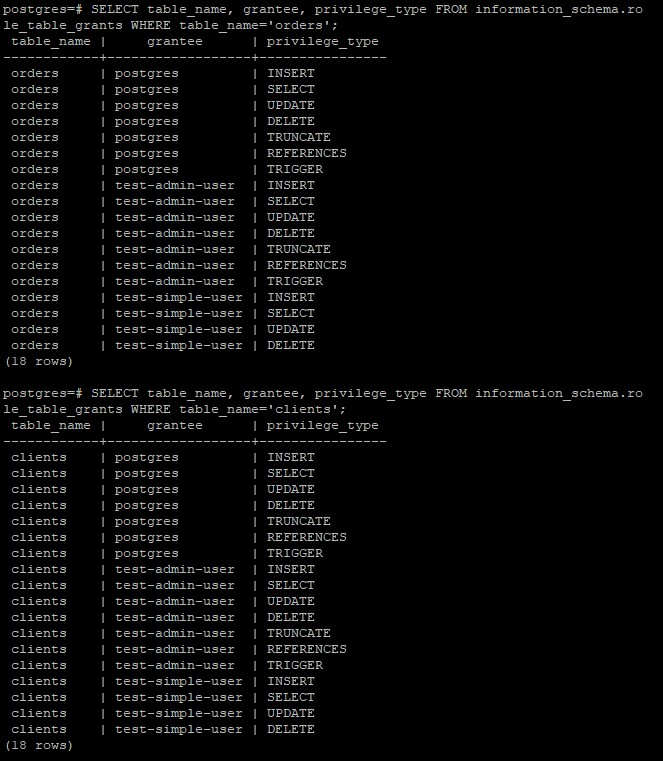 postgres=# SELECT table_name, grantee, privilege_type FROM information_schema.ro
le_table_grants WHERE table_name='orders';
 table_name |     grantee      | privilege_type
------------+------------------+----------------
 orders     | postgres         | INSERT
 orders     | postgres         | SELECT
 orders     | postgres         | UPDATE
 orders     | postgres         | DELETE
 orders     | postgres         | TRUNCATE
 orders     | postgres         | REFERENCES
 orders     | postgres         | TRIGGER
 orders     | test-admin-user  | INSERT
 orders     | test-admin-user  | SELECT
 orders     | test-admin-user  | UPDATE
 orders     | test-admin-user  | DELETE
 orders     | test-admin-user  | TRUNCATE
 orders     | test-admin-user  | REFERENCES
 orders     | test-admin-user  | TRIGGER
 orders     | test-simple-user | INSERT
 orders     | test-simple-user | SELECT
 orders     | test-simple-user | UPDATE
 orders     | test-simple-user | DELETE
(18 rows)

postgres=# SELECT table_name, grantee, privilege_type FROM information_schema.ro
le_table_grants WHERE table_name='clients';
 table_name |     grantee      | privilege_type
------------+------------------+----------------
 clients    | postgres         | INSERT
 clients    | postgres         | SELECT
 clients    | postgres         | UPDATE
 clients    | postgres         | DELETE
 clients    | postgres         | TRUNCATE
 clients    | postgres         | REFERENCES
 clients    | postgres         | TRIGGER
 clients    | test-admin-user  | INSERT
 clients    | test-admin-user  | SELECT
 clients    | test-admin-user  | UPDATE
 clients    | test-admin-user  | DELETE
 clients    | test-admin-user  | TRUNCATE
 clients    | test-admin-user  | REFERENCES
 clients    | test-admin-user  | TRIGGER
 clients    | test-simple-user | INSERT
 clients    | test-simple-user | SELECT
 clients    | test-simple-user | UPDATE
 clients    | test-simple-user | DELETE
(18 rows)